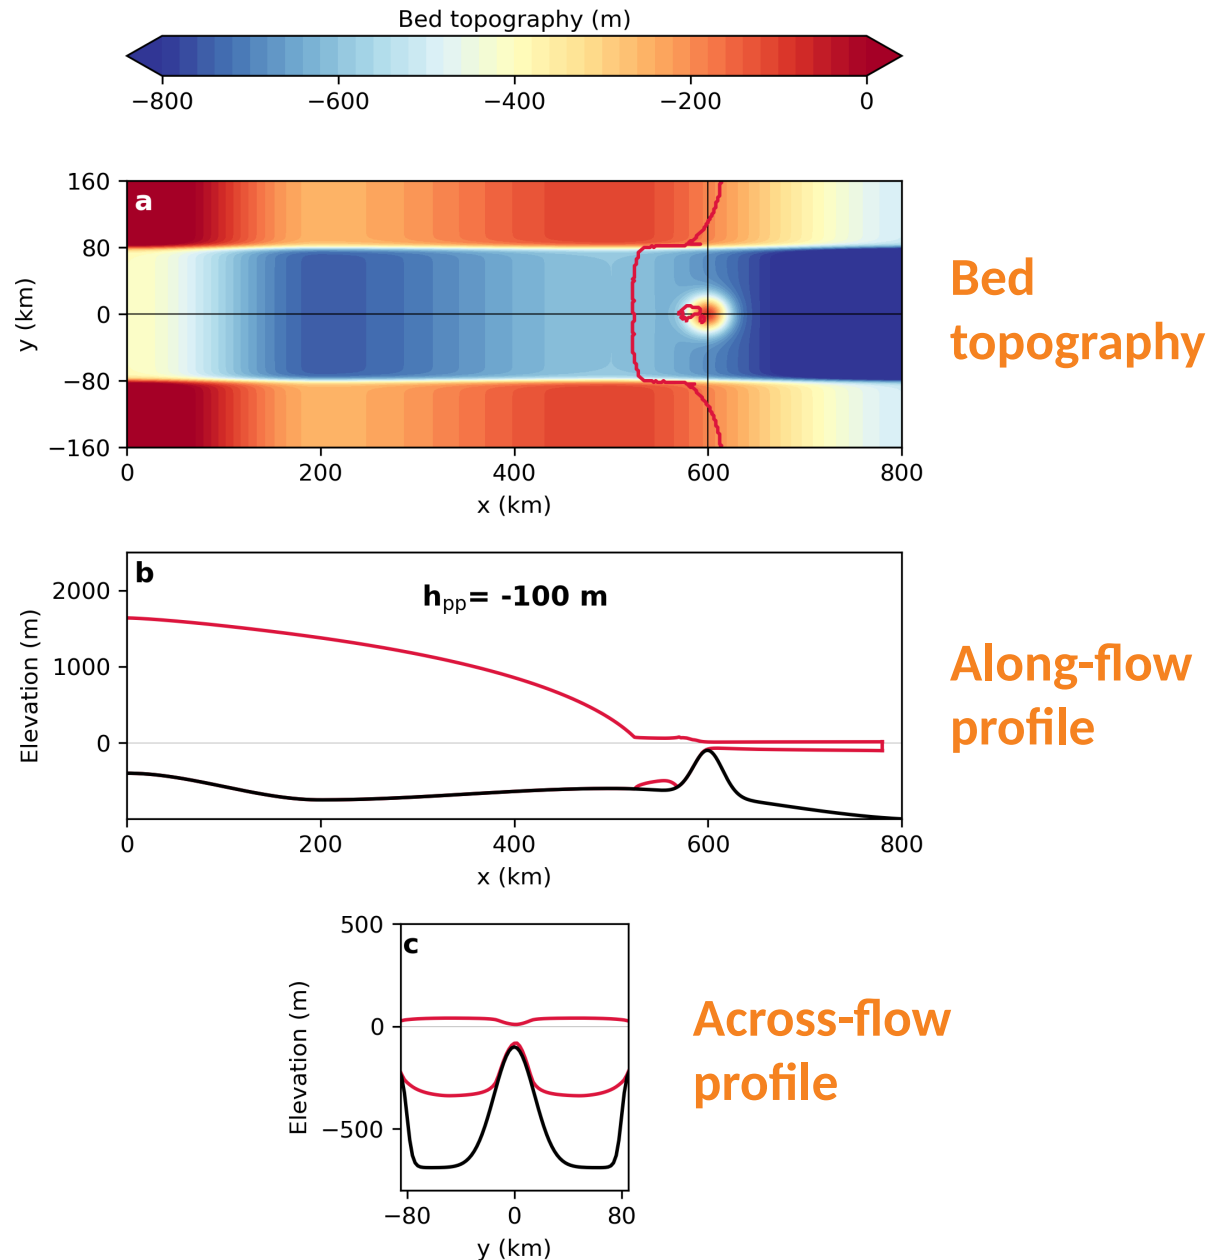 Bed topography (m)
−800 −600 −400 −200 0
a
160
80
0
−80
−160
y (km)
0 200 400 600 800
x (km)
Bed
topography
b
h_pp= -100 m
2000
1000
0
Elevation (m)
0 200 400 600 800
x (km)
Along-flow
profile
c
500
0
−500
Elevation (m)
−80 0 80
y (km)
Across-flow
profile